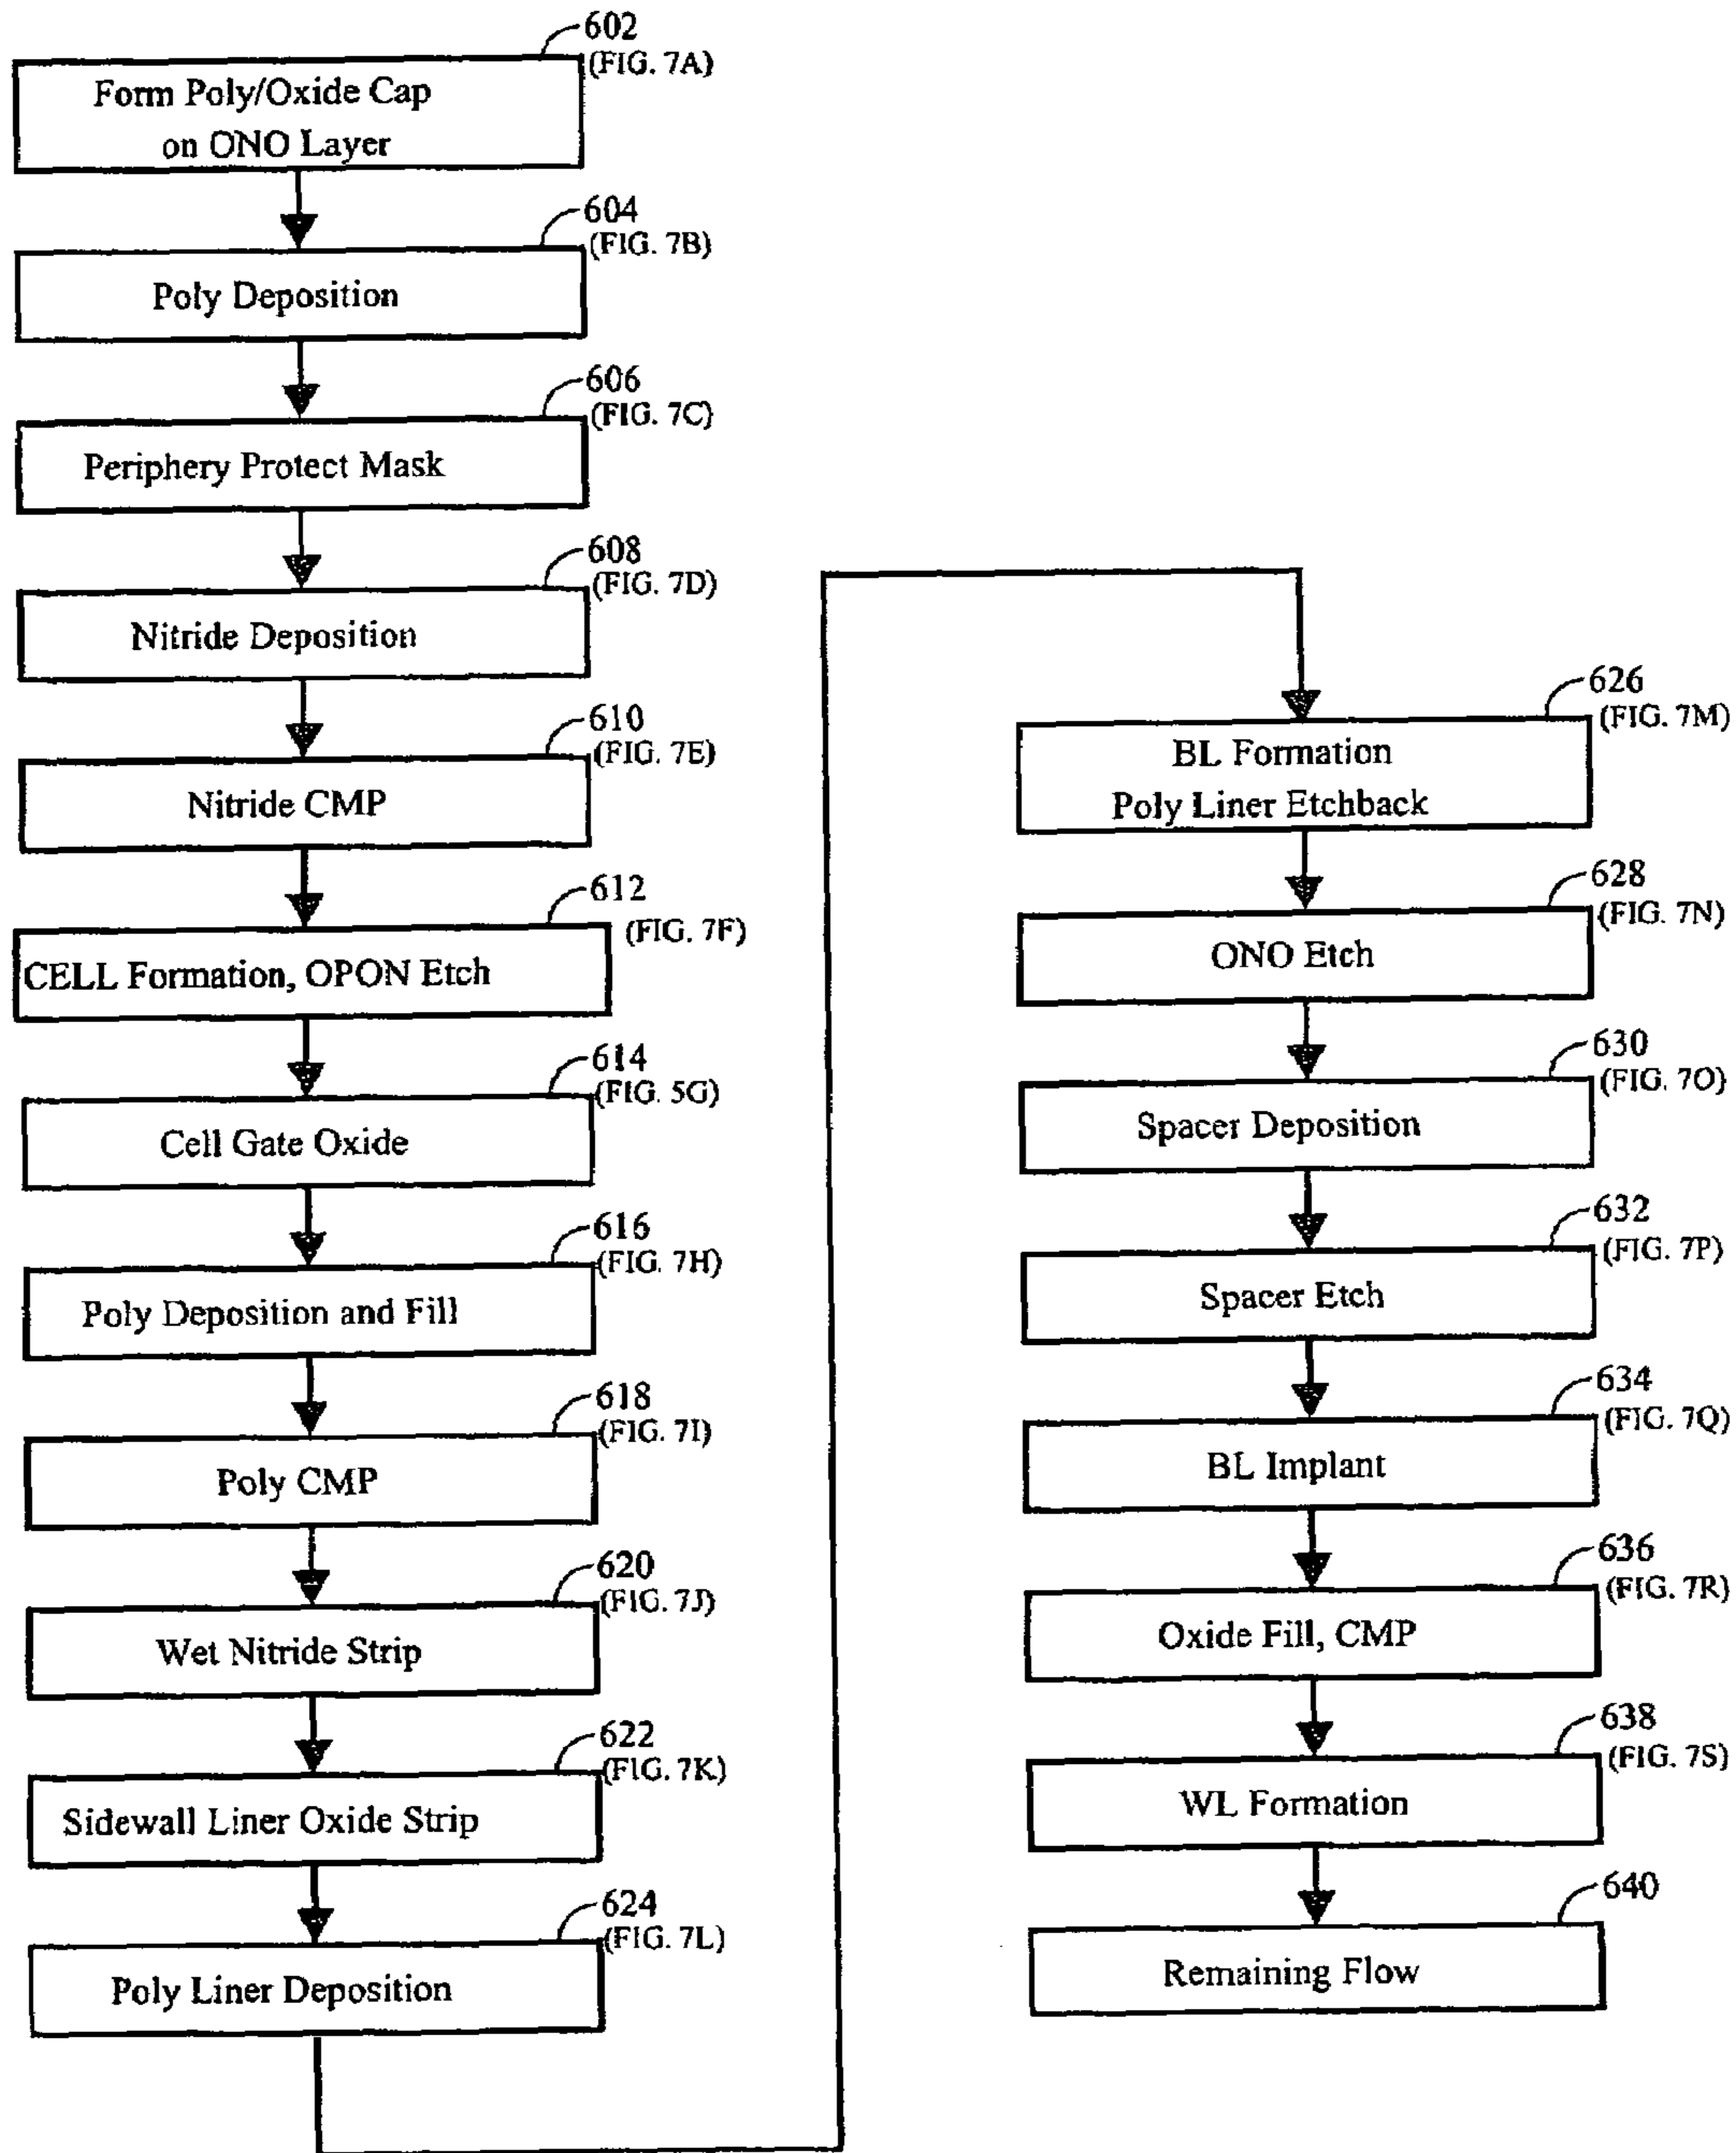 602
(FIG. 7A)
Form Poly/Oxide Cap
on ONO Layer
604
(FIG. 7B)
Poly Deposition
606
(FIG. 7C)
Periphery Protect Mask
608
(FIG. 7D)
Nitride Deposition
610
(FIG. 7E)
Nitride CMP
612
(FIG. 7F)
CELL Formation, OPON Etch
614
(FIG. 5G)
Cell Gate Oxide
616
(FIG. 7H)
Poly Deposition and Fill
618
(FIG. 7I)
Poly CMP
620
(FIG. 7J)
Wet Nitride Strip
622
(FIG. 7K)
Sidewall Liner Oxide Strip
624
(FIG. 7L)
Poly Liner Deposition
626
(FIG. 7M)
BL Formation
Poly Liner Etchback
628
(FIG. 7N)
ONO Etch
630
(FIG. 7O)
Spacer Deposition
632
(FIG. 7P)
Spacer Etch
634
(FIG. 7Q)
BL Implant
636
(FIG. 7R)
Oxide Fill, CMP
638
(FIG. 7S)
WL Formation
640
Remaining Flow